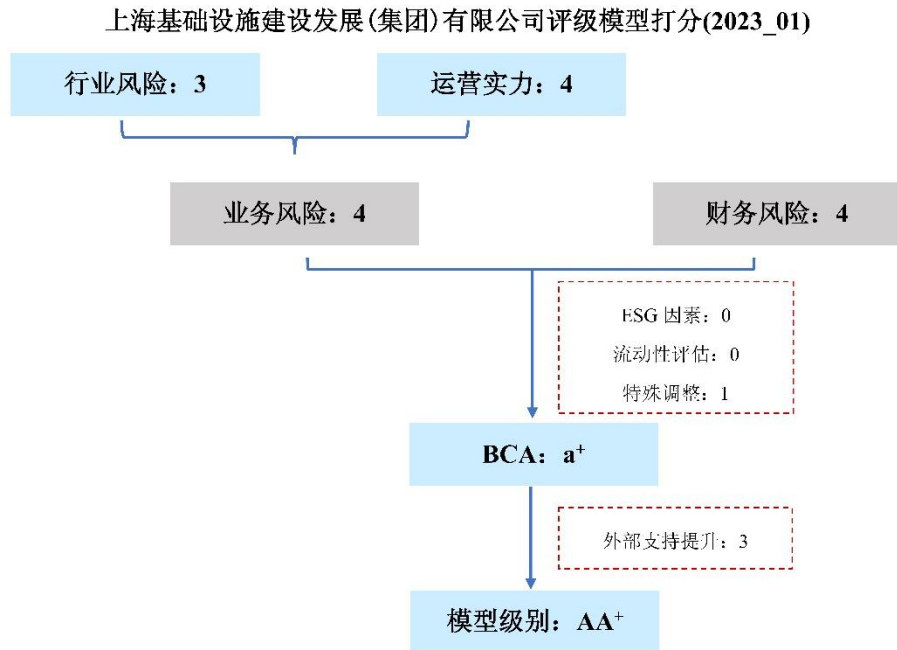 上海基础设施建设发展(集团)有限公司评级模型打分(2023_01)
行业风险：3
运营实力：4
业务风险：4
财务风险：4
ESG 因素：0
流动性评估：0
特殊调整：1
BCA：a⁺
外部支持提升：3
模型级别：AA⁺